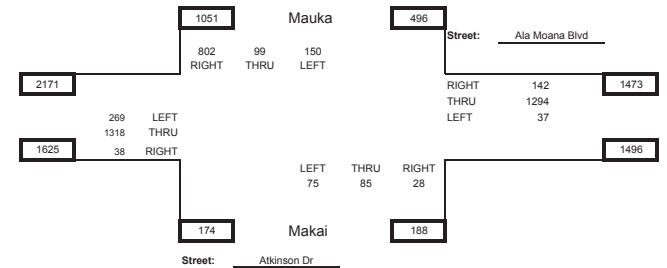 1051 Mauka 496
Street: Ala Moana Blvd
802 99 150
RIGHT THRU LEFT
2171 RIGHT 142 1473
THRU 1294
269 LEFT LEFT 37
1318 THRU
1625 38 RIGHT 1496
LEFT THRU RIGHT
75 85 28
174 Makai 188
Street: Atkinson Dr